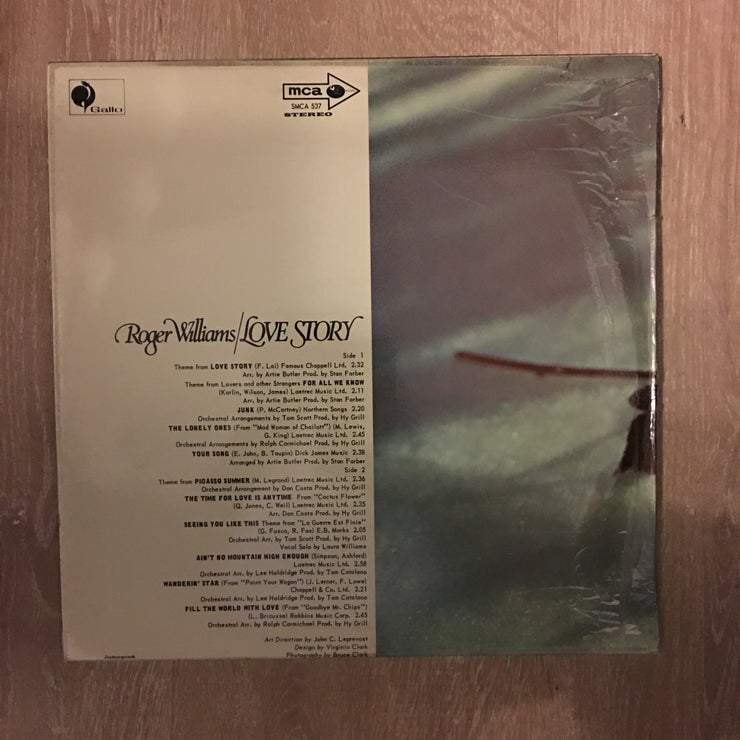 Gallo
mca
SMCA 537
STEREO
Roger Williams/LOVE STORY
Side 1
Theme from LOVE STORY (F. Lai) Famous Chappell Ltd. 2.32
Arr. by Artie Butler Prod. by Stan Farber
Theme from Lovers and other Strangers FOR ALL WE KNOW
(Karlin, Wilson, James) Laetrec Music Ltd. 2.11
Arr. by Artie Butler Prod. by Stan Farber
JUNK (P. McCartney) Northern Songs 2.20
Orchestral Arrangements by Tom Scott Prod. by Hy Grill
THE LONELY ONES (From "Mad Woman of Chaillot") (M. Lewis,
G. King) Laetrec Music Ltd. 2.45
Orchestral Arrangements by Ralph Carmichael Prod. by Hy Grill
YOUR SONG (E. John, B. Taupin) Dick James Music 2.38
Arranged by Artie Butler Prod. by Stan Farber
Side 2
Theme from PICASSO SUMMER (M. Legrand) Laetrec Music Ltd. 2.36
Orchestral Arrangement by Don Costa Prod. by Hy Grill
THE TIME FOR LOVE IS ANYTIME From "Cactus Flower"
(Q. Jones, C. Weil) Laetrec Music Ltd. 2.35
Arr. Don Costa Prod. by Hy Grill
SEEING YOU LIKE THIS Theme from "La Guerre Est Finie"
(G. Fusco, R. Fox) E.B. Marks 2.05
Orchestral Arr. by Tom Scott Prod. by Hy Grill
Vocal Solo by Laura Williams
AIN'T NO MOUNTAIN HIGH ENOUGH (Simpson, Ashford)
Laetrec Music Ltd. 2.58
Orchestral Arr. by Lee Holdridge Prod. by Tom Catalano
WANDERIN' STAR (From "Paint Your Wagon") (J. Lerner, F. Lowe)
Chappell & Co. Ltd. 2.21
Orchestral Arr. by Lee Holdridge Prod. by Tom Catalano
FILL THE WORLD WITH LOVE (From "Goodbye Mr. Chips")
(L. Bricusse) Robbins Music Corp. 2.45
Orchestral Arr. by Ralph Carmichael Prod. by Hy Grill
Art Direction by John C. Leprevost
Design by Virginia Clark
Photography by Bruce Clark